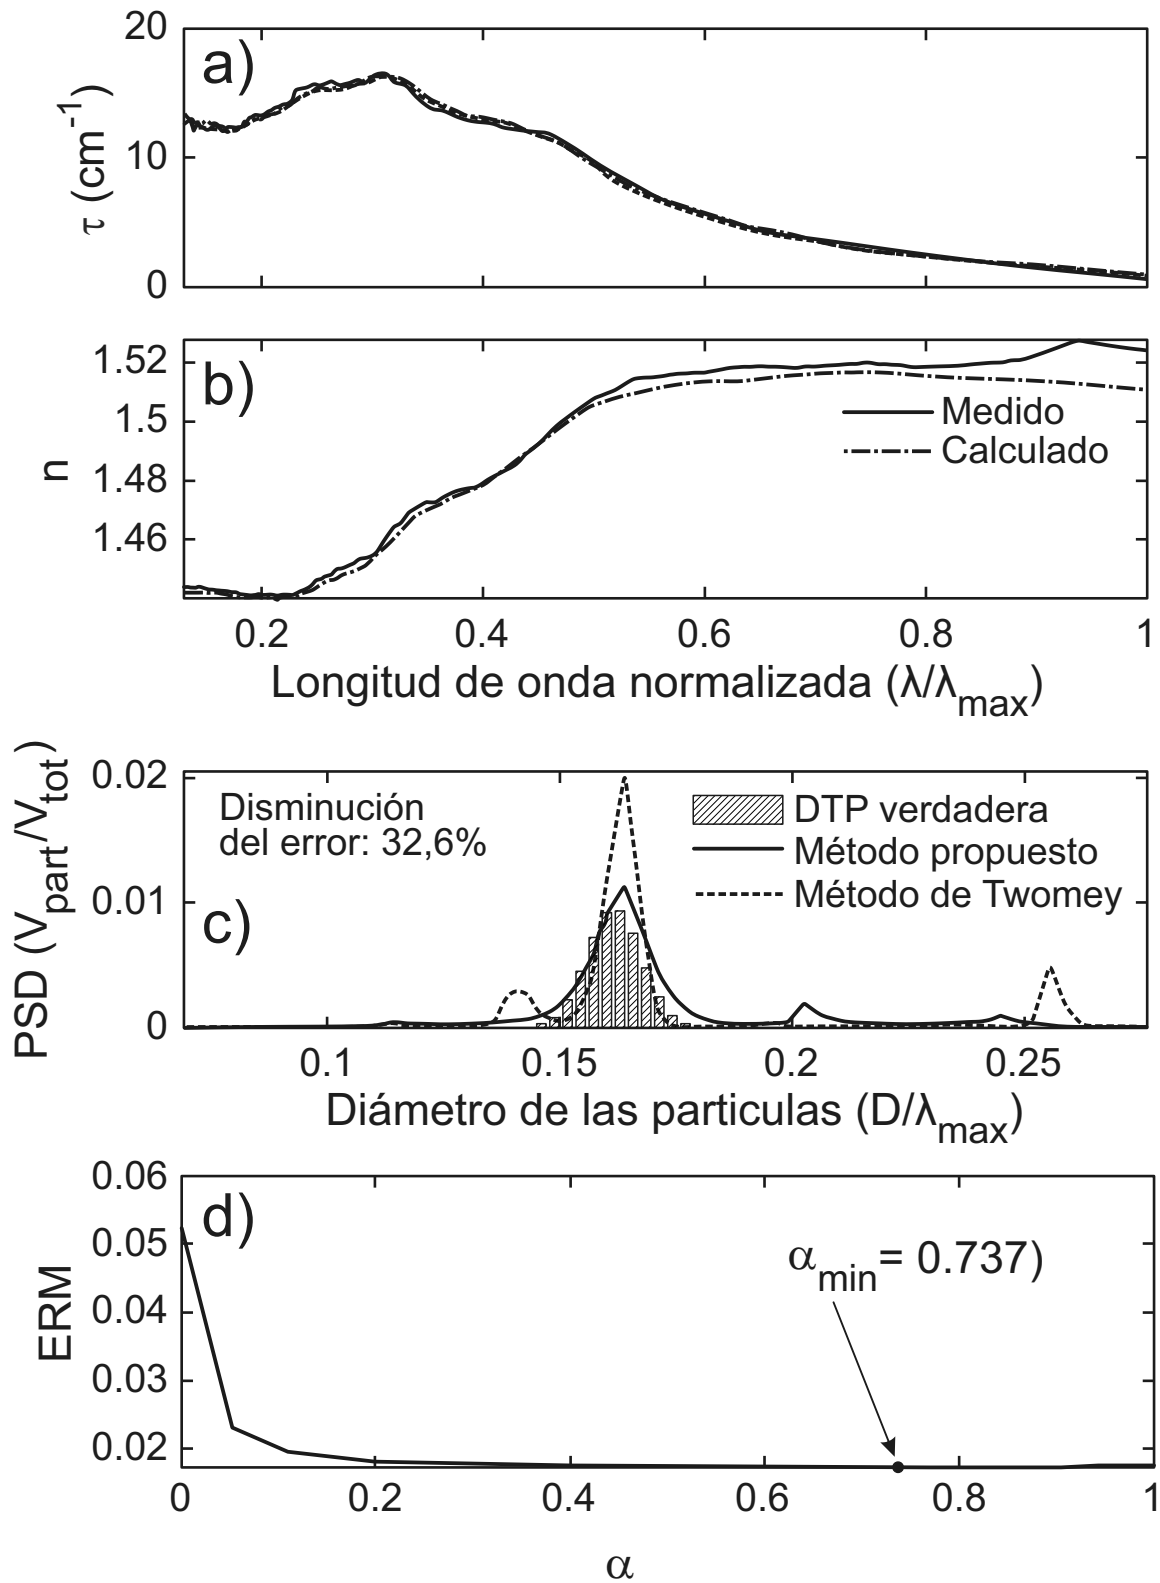 20
a)
10
0
τ (cm⁻¹)
1.52
b)
1.5
1.48
1.46
n
Medido
Calculado
0.2 0.4 0.6 0.8 1
Longitud de onda normalizada (λ/λmax)
0.02
0.01
0
PSD (Vpart/Vtot)
Disminución
del error: 32,6%
c)
DTP verdadera
Método propuesto
Método de Twomey
0.1 0.15 0.2 0.25
Diámetro de las particulas (D/λmax)
0.06
0.05
0.04
0.03
0.02
ERM
d)
αmin= 0.737)
0 0.2 0.4 0.6 0.8 1
α